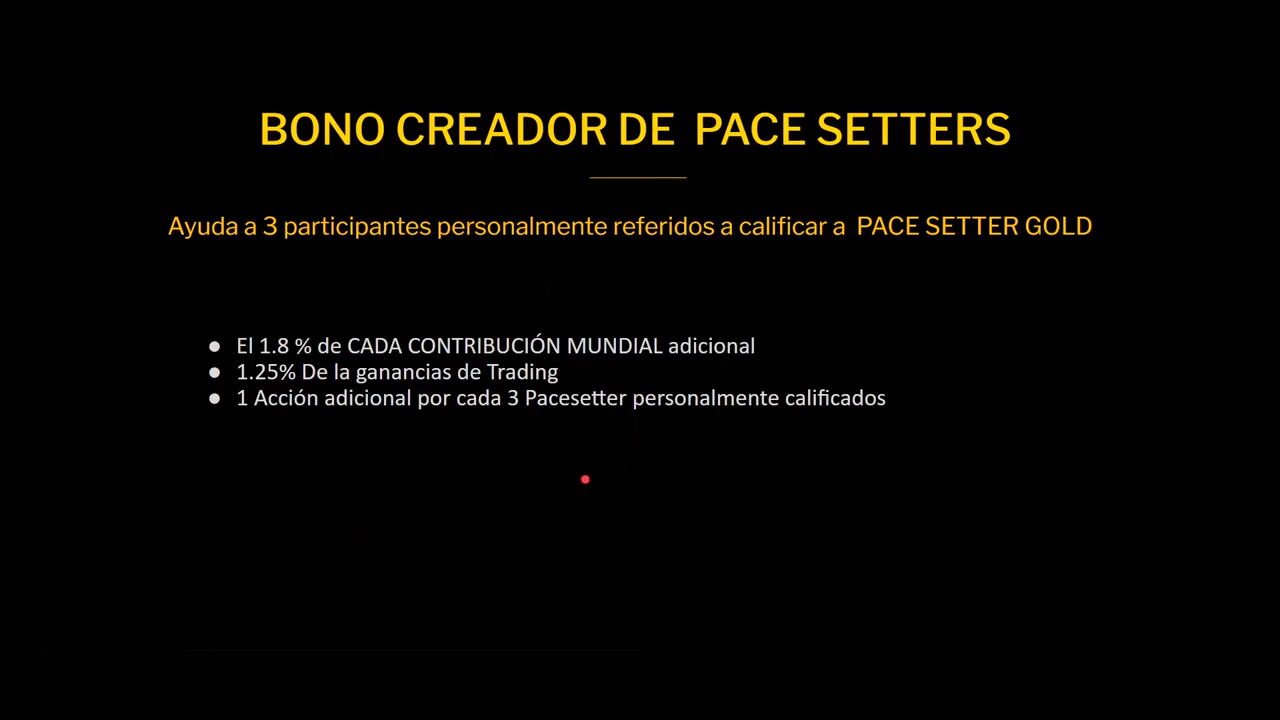 BONO CREADOR DE PACE SETTERS
Ayuda a 3 participantes personalmente referidos a calificar a PACE SETTER GOLD
● El 1.8 % de CADA CONTRIBUCIÓN MUNDIAL adicional
● 1.25% De la ganancias de Trading
● 1 Acción adicional por cada 3 Pacesetter personalmente calificados